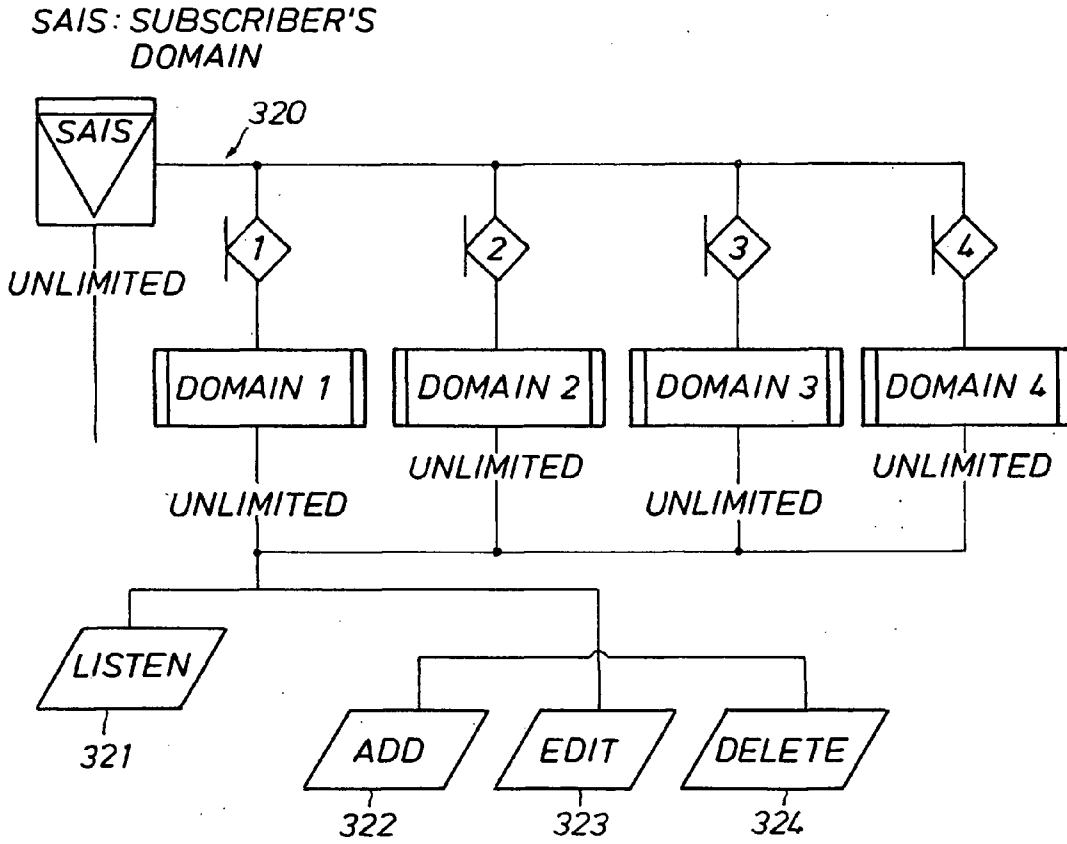 SAIS: SUBSCRIBER'S
DOMAIN
320
SAIS
1
2
3
4
UNLIMITED
DOMAIN 1
DOMAIN 2
DOMAIN 3
DOMAIN 4
UNLIMITED
UNLIMITED
UNLIMITED
UNLIMITED
LISTEN
321
ADD
EDIT
DELETE
322
323
324